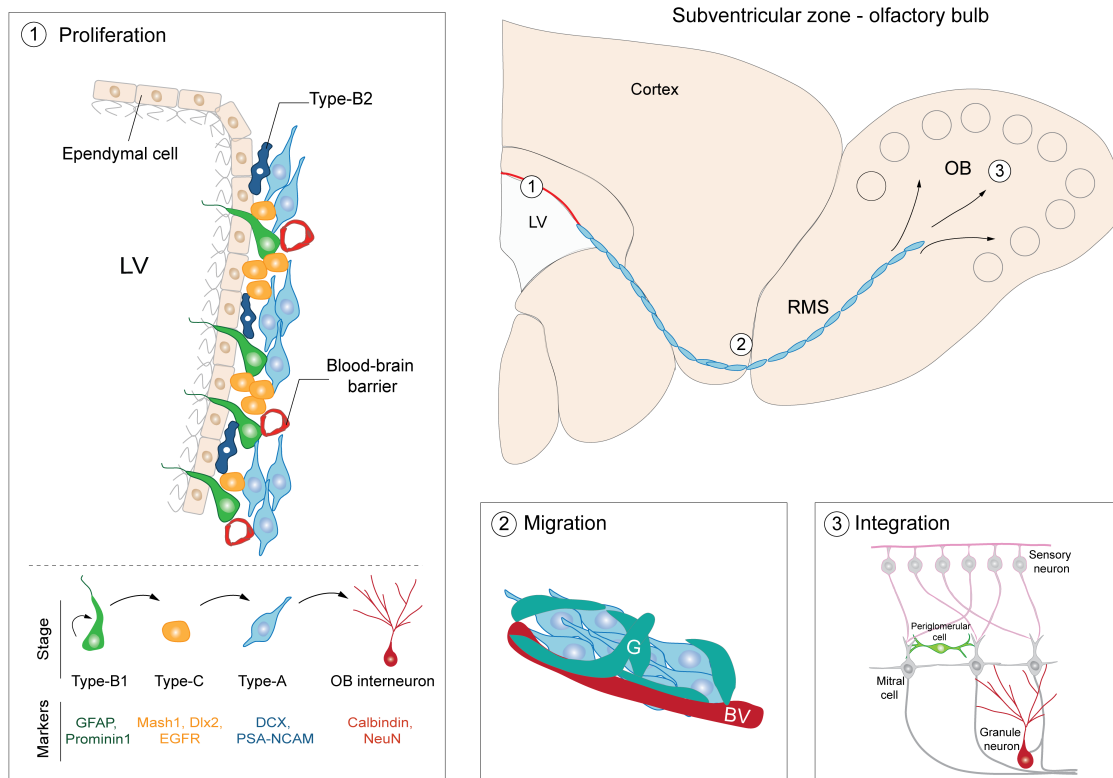 1 Proliferation
Type-B2
Ependymal cell
LV
Blood-brain
barrier
Stage
Type-B1
Type-C
Type-A
OB interneuron
Markers
GFAP,
Prominin1
Mash1, Dlx2,
EGFR
DCX,
PSA-NCAM
Calbindin,
NeuN
Subventricular zone - olfactory bulb
Cortex
1
LV
OB 3
RMS
2
2 Migration
G
BV
3 Integration
Sensory
neuron
Periglomerular
cell
Mitral
cell
Granule
neuron